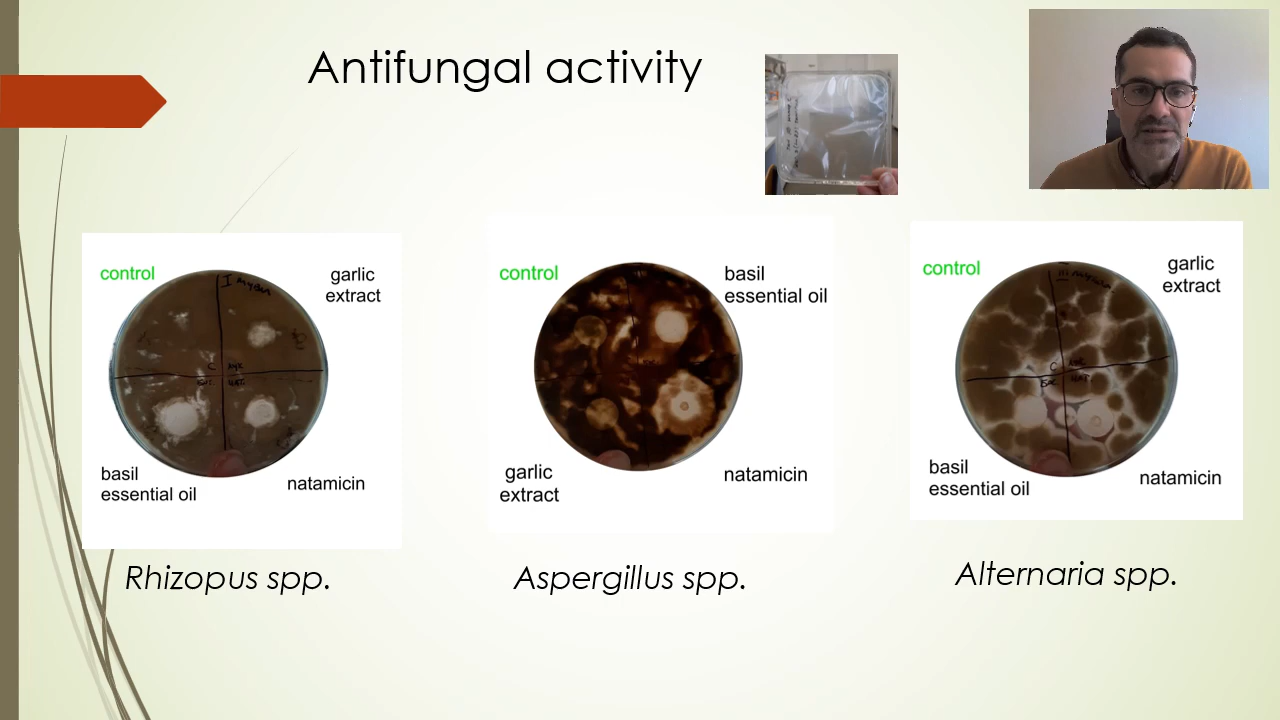 Antifungal activity
control
garlic
extract
basil
essential oil
natamicin
Rhizopus spp.
control
basil
essential oil
garlic
extract
natamicin
Aspergillus spp.
control
garlic
extract
basil
essential oil
natamicin
Alternaria spp.